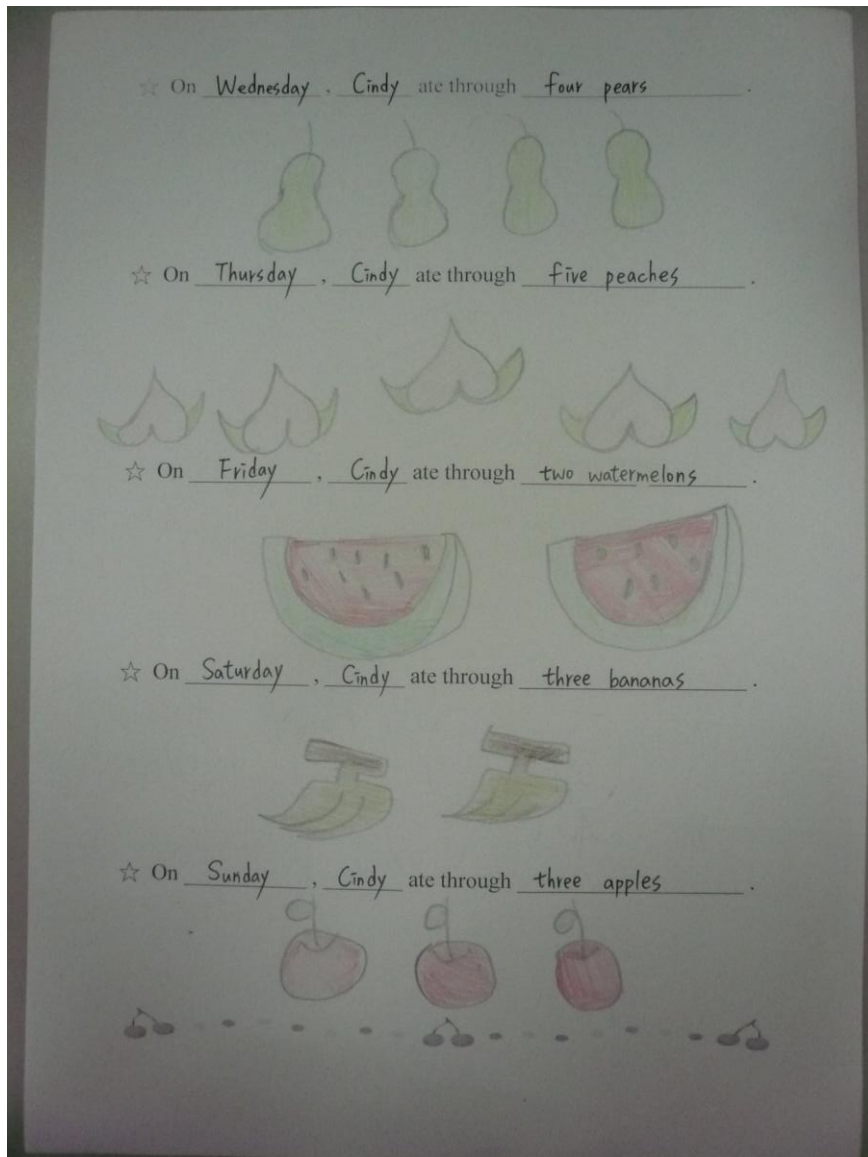 ☆ On Wednesday , Cindy ate through four pears .
☆ On Thursday , Cindy ate through five peaches .
☆ On Friday , Cindy ate through two watermelons .
☆ On Saturday , Cindy ate through three bananas .
☆ On Sunday , Cindy ate through three apples .